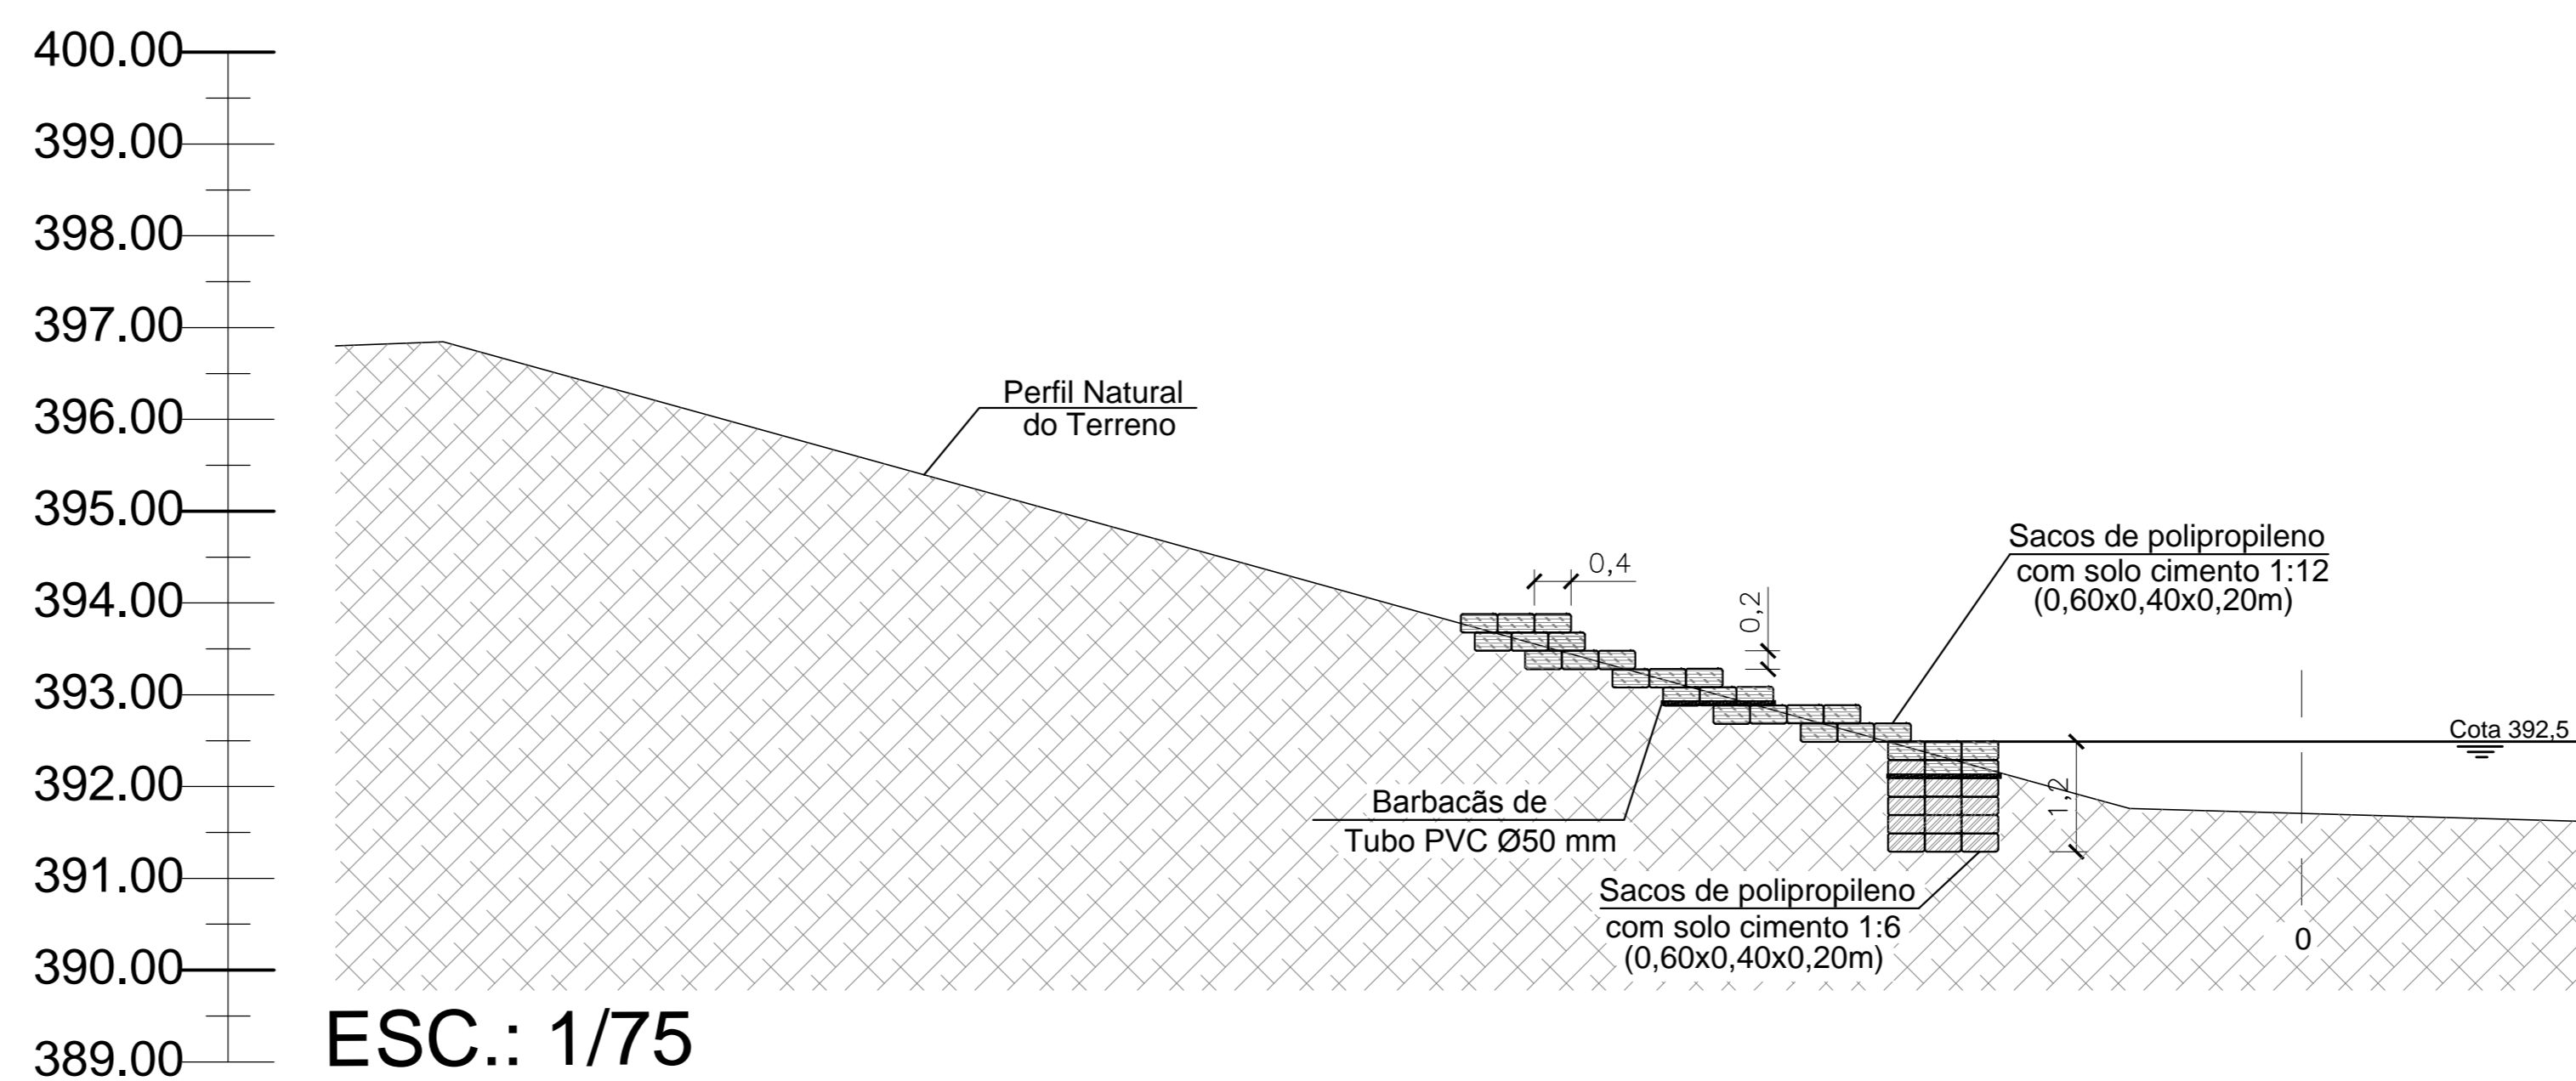 400.00
399.00
398.00
397.00
396.00
395.00
394.00
393.00
392.00
391.00
390.00
389.00
Perfil Natural
do Terreno
0,4
0,2
Sacos de polipropileno
com solo cimento 1:12
(0,60x0,40x0,20m)
Cota 392,5
1,2
Barbacãs de
Tubo PVC Ø50 mm
Sacos de polipropileno
com solo cimento 1:6
(0,60x0,40x0,20m)
0
ESC.: 1/75